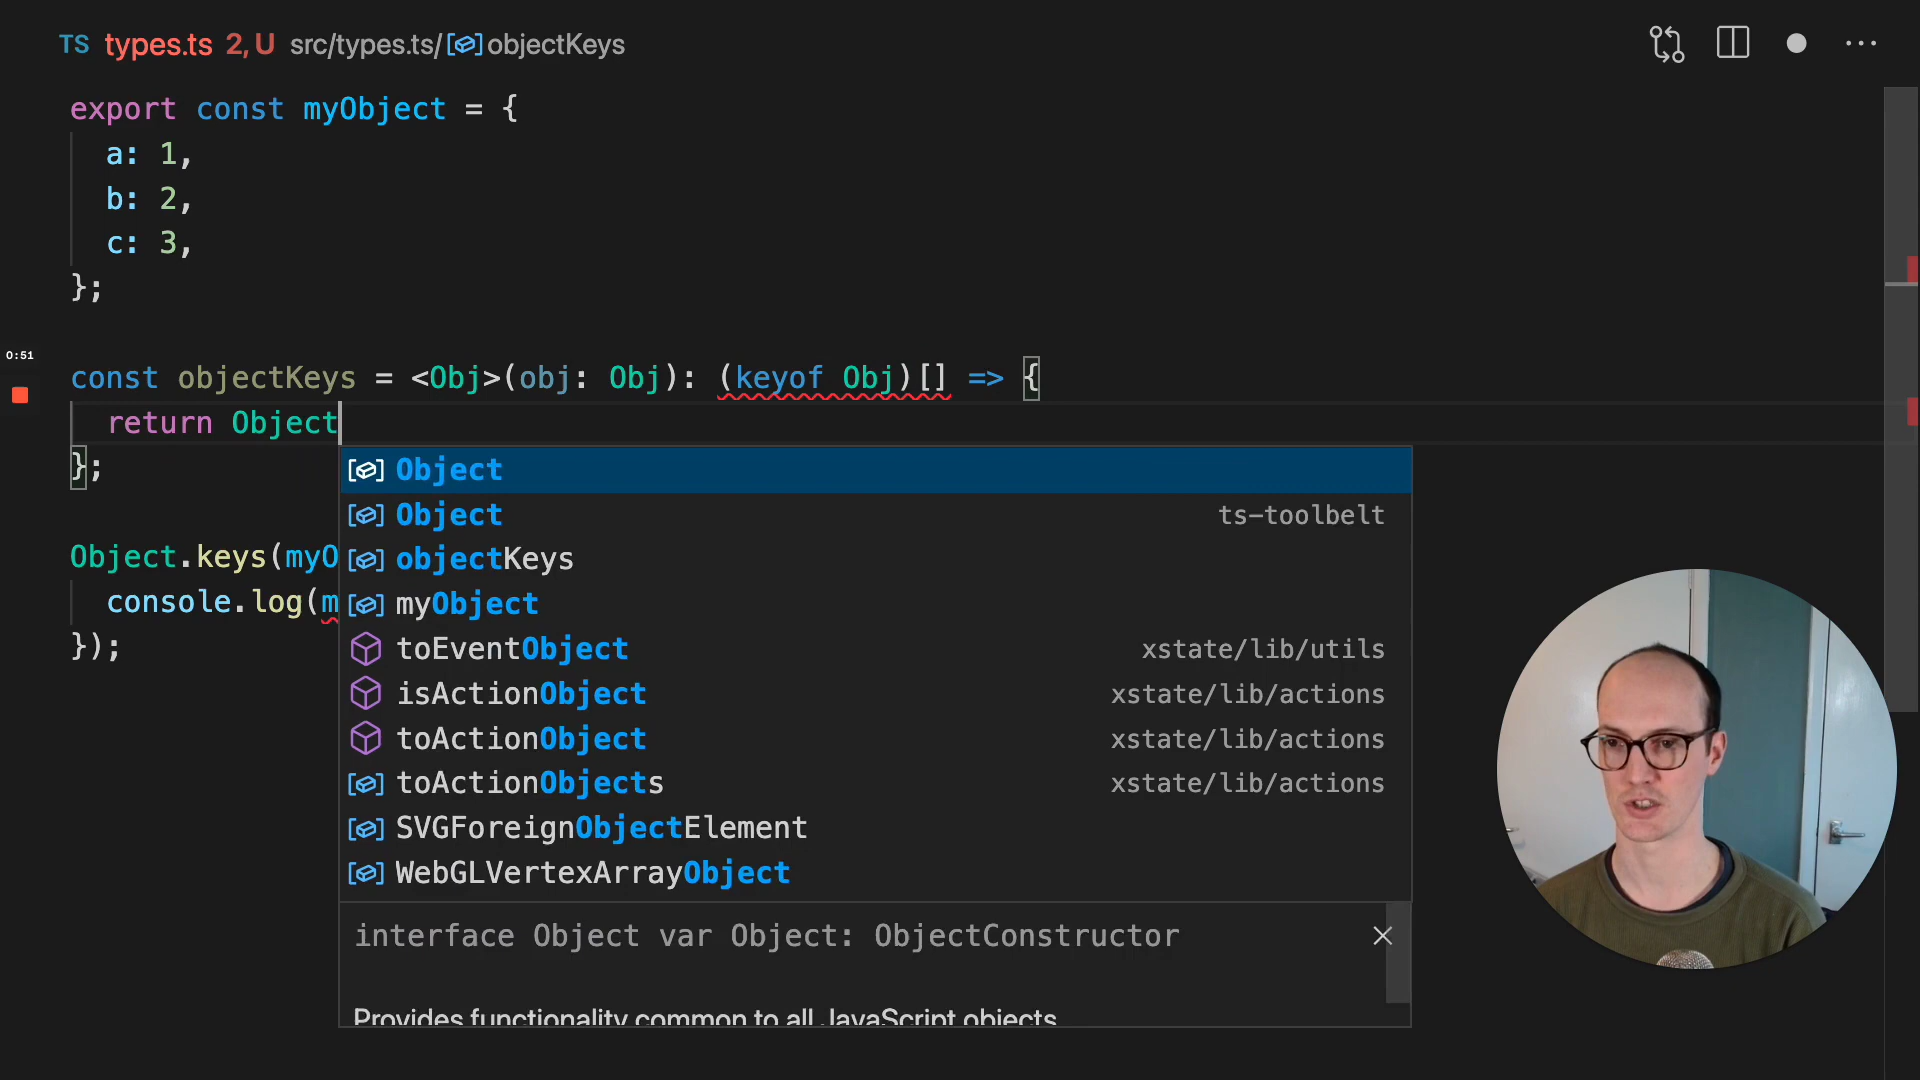 TS types.ts 2, U src/types.ts/ objectKeys
export const myObject = {
a: 1,
b: 2,
c: 3,
};
0:51
const objectKeys = <Obj>(obj: Obj): (keyof Obj)[] => {
return Object
};
Object.keys(myO
console.log(m
});
Object
Object ts-toolbelt
objectKeys
myObject
toEventObject xstate/lib/utils
isActionObject xstate/lib/actions
toActionObject xstate/lib/actions
toActionObjects xstate/lib/actions
SVGForeignObjectElement
WebGLVertexArrayObject
interface Object var Object: ObjectConstructor
Provides functionality common to all JavaScript objects